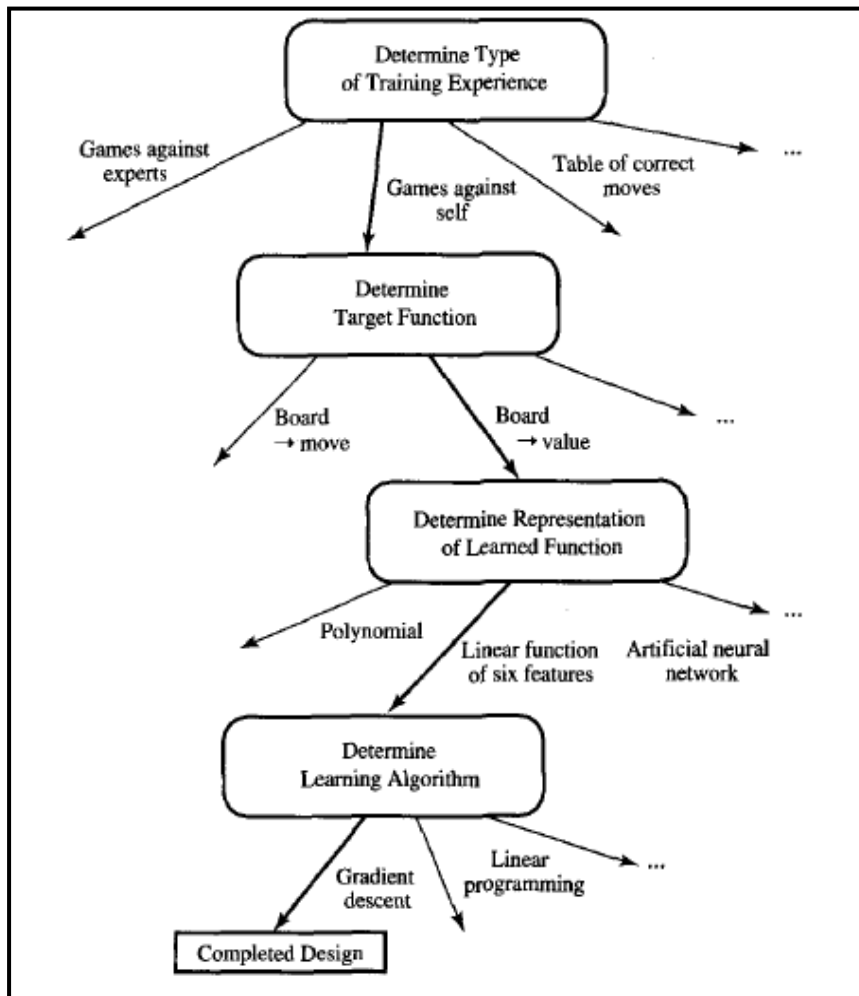 Determine Type
of Training Experience
Games against
experts
Games against
self
Table of correct
moves
...
Determine
Target Function
Board
→ move
Board
→ value
...
Determine Representation
of Learned Function
Polynomial
Linear function
of six features
Artificial neural
network
...
Determine
Learning Algorithm
Gradient
descent
Linear
programming
...
Completed Design